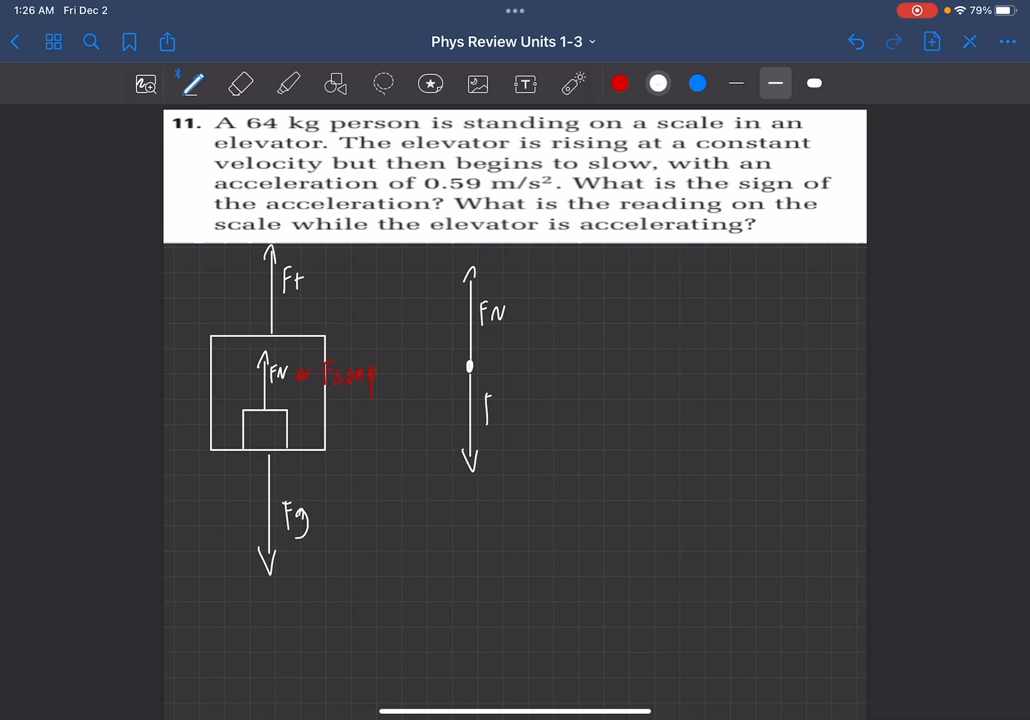 1:26 AM Fri Dec 2
79%
Phys Review Units 1-3
T
11. A 64 kg person is standing on a scale in an
elevator. The elevator is rising at a constant
velocity but then begins to slow, with an
acceleration of 0.59 m/s². What is the sign of
the acceleration? What is the reading on the
scale while the elevator is accelerating?
Ft
FN
FN or
F
Fg